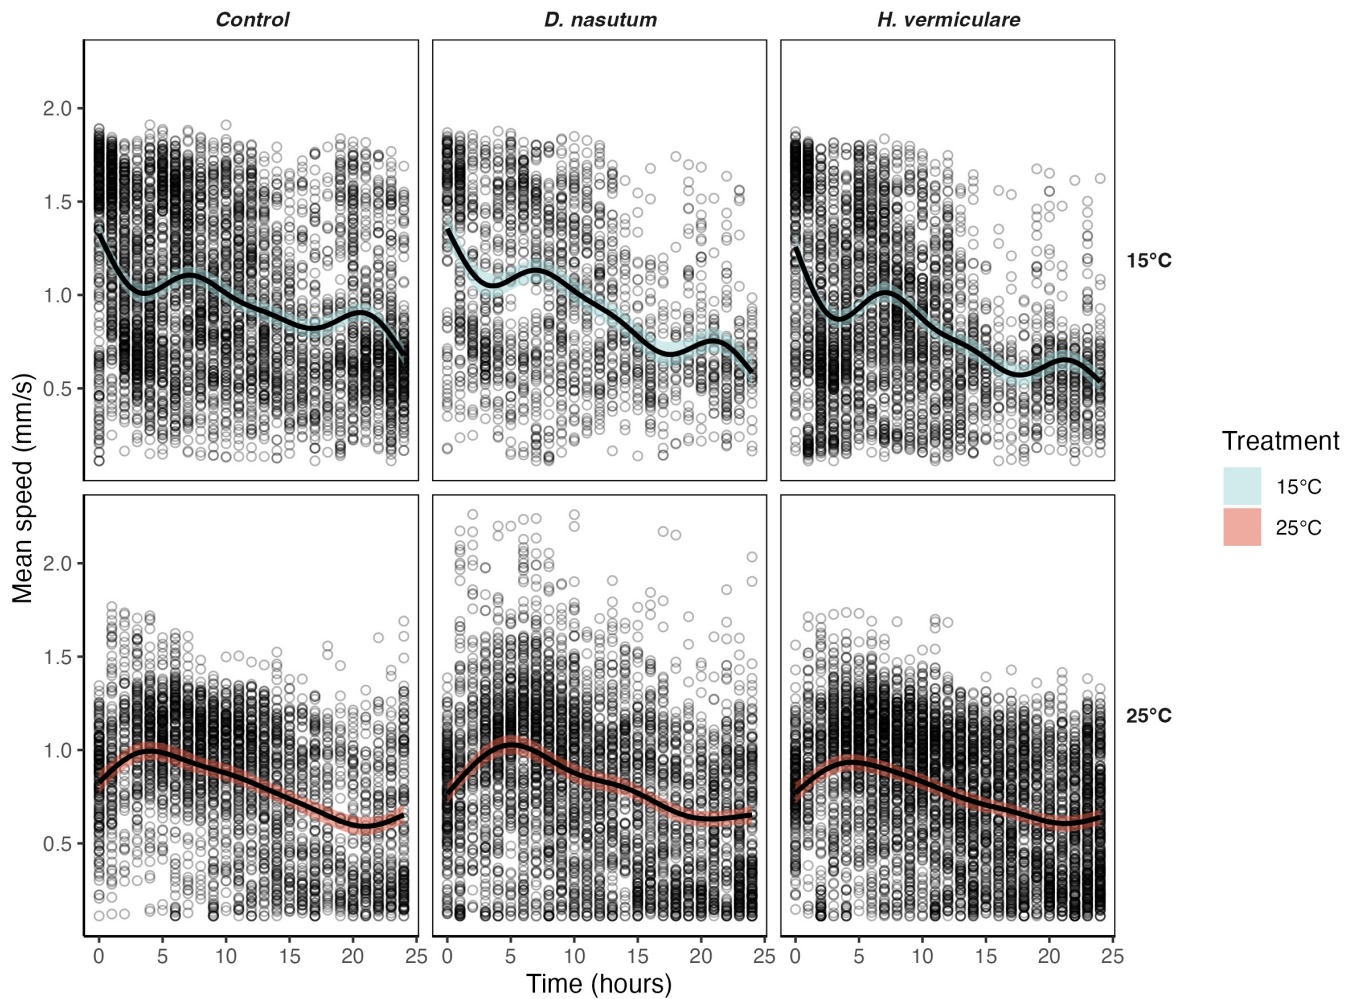 Control D. nasutum H. vermiculare
Mean speed (mm/s)
2.0
1.5
1.0
0.5
15°C
2.0
1.5
1.0
0.5
25°C
0 5 10 15 20 25 0 5 10 15 20 25 0 5 10 15 20 25
Time (hours)
Treatment
15°C
25°C